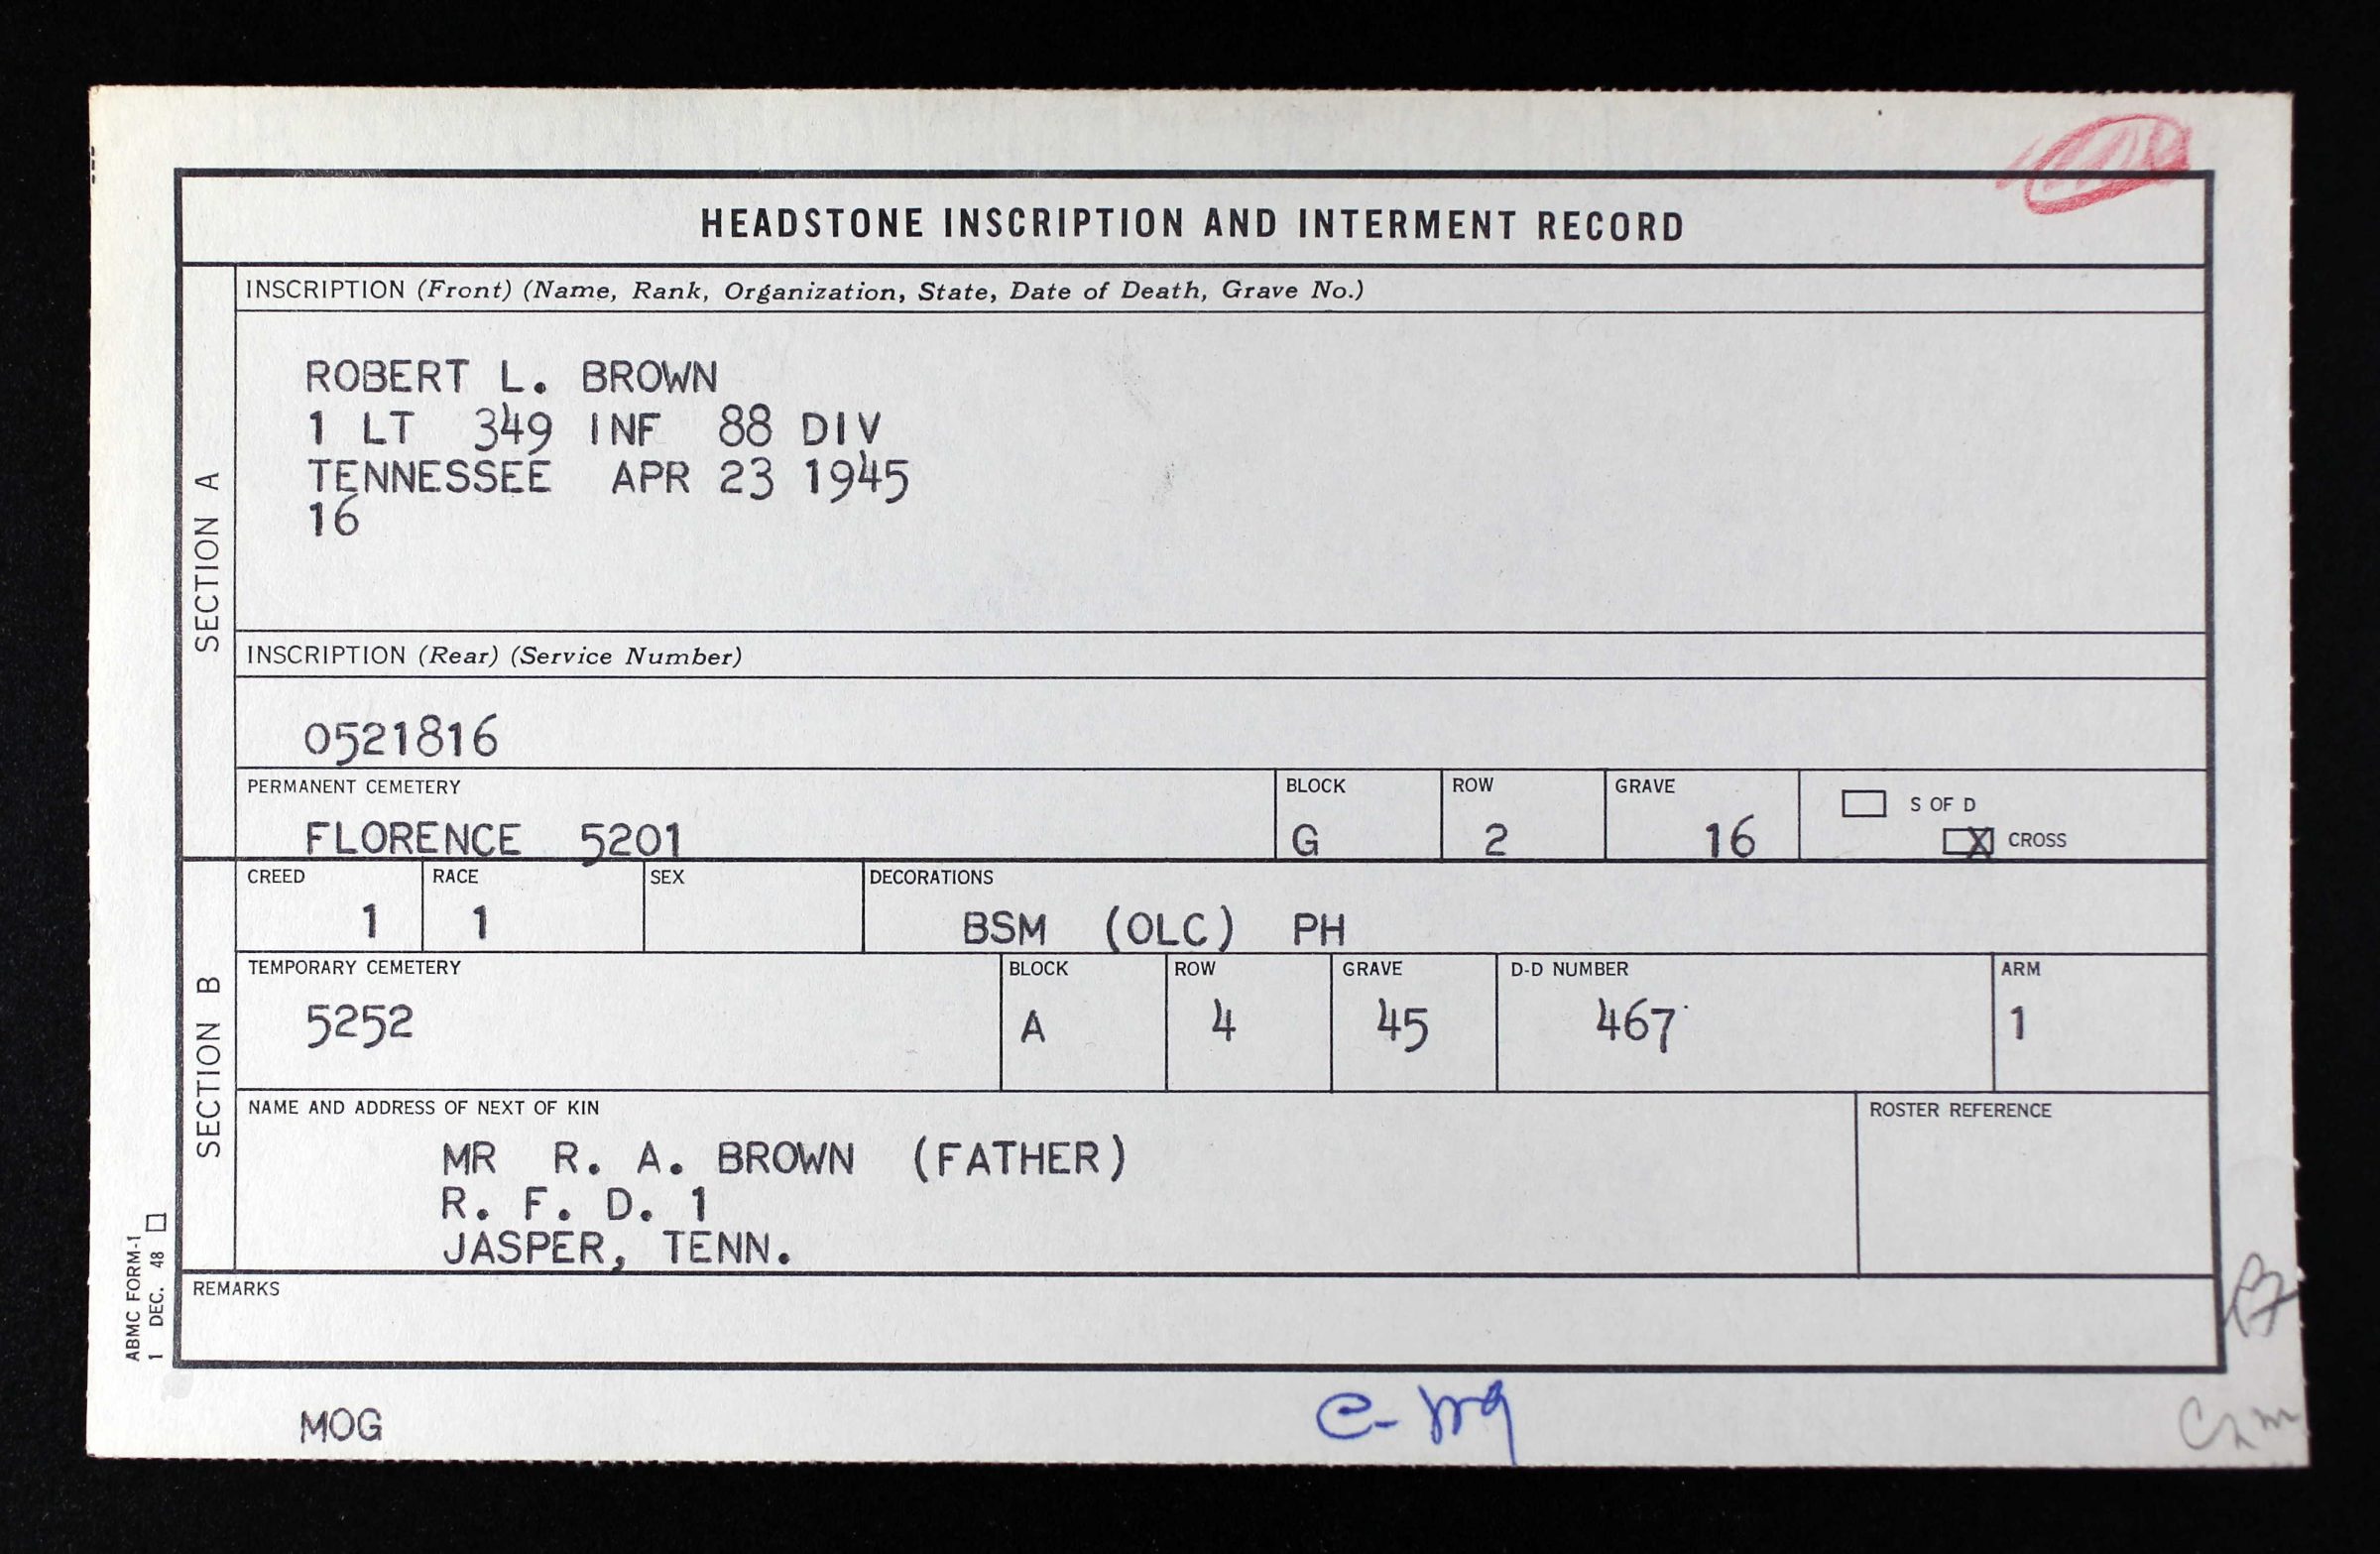 HEADSTONE INSCRIPTION AND INTERMENT RECORD
SECTION A
INSCRIPTION (Front) (Name, Rank, Organization, State, Date of Death, Grave No.)
ROBERT L. BROWN
1 LT 349 INF 88 DIV
TENNESSEE APR 23 1945
16
INSCRIPTION (Rear) (Service Number)
0521816
PERMANENT CEMETERY BLOCK ROW GRAVE
FLORENCE 5201 G 2 16
S OF D
X CROSS
SECTION B
CREED RACE SEX DECORATIONS
1 1 BSM (OLC) PH
TEMPORARY CEMETERY BLOCK ROW GRAVE D-D NUMBER ARM
5252 A 4 45 467 1
NAME AND ADDRESS OF NEXT OF KIN ROSTER REFERENCE
MR R. A. BROWN (FATHER)
R. F. D. 1
JASPER, TENN.
REMARKS
ABMC FORM-1
1 DEC. 48
MOG